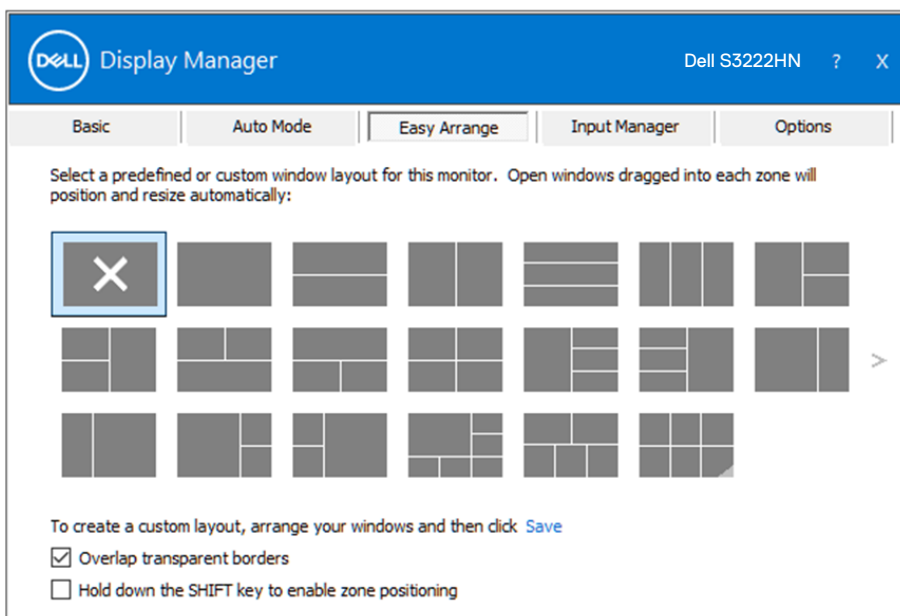 DELL Display Manager Dell S3222HN ? X
Basic Auto Mode Easy Arrange Input Manager Options
Select a predefined or custom window layout for this monitor. Open windows dragged into each zone will
position and resize automatically:
>
To create a custom layout, arrange your windows and then click Save
Overlap transparent borders
Hold down the SHIFT key to enable zone positioning